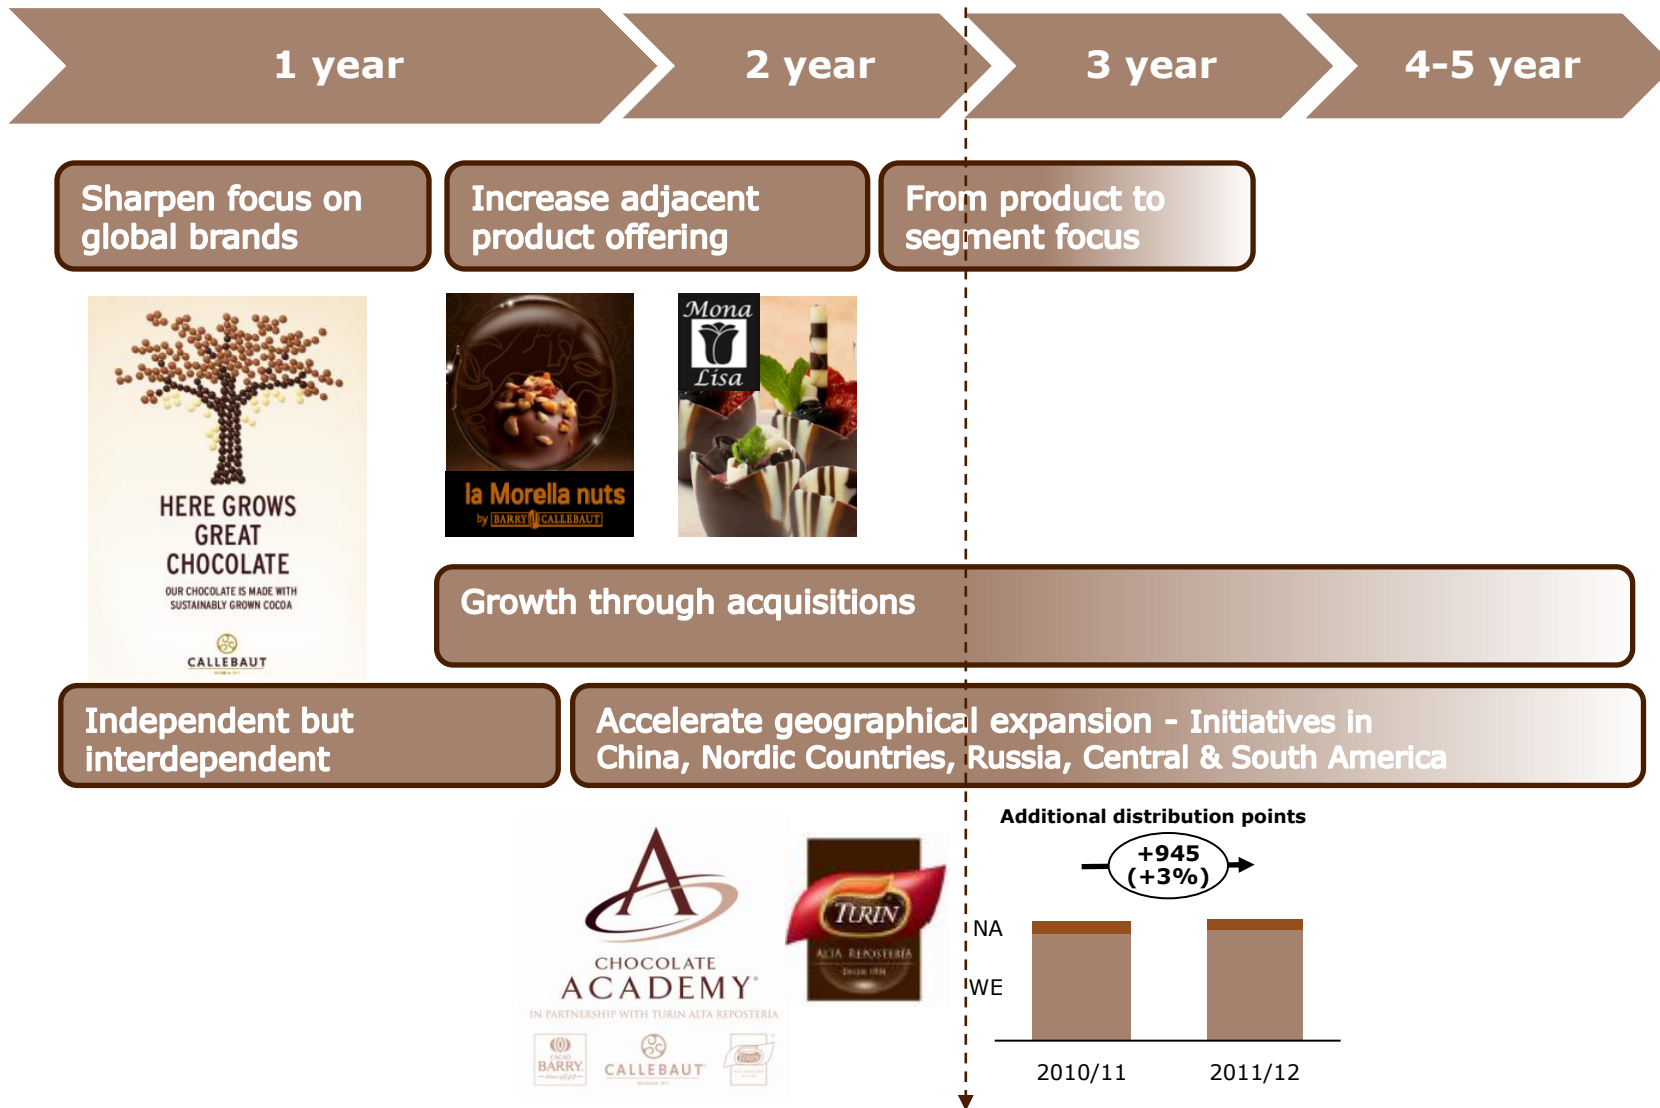 1 year
2 year
3 year
4-5 year
Sharpen focus on
global brands
Increase adjacent
product offering
From product to
segment focus
HERE GROWS
GREAT
CHOCOLATE
OUR CHOCOLATE IS MADE WITH
SUSTAINABLY GROWN COCOA
CALLEBAUT
la Morella nuts
by BARRY CALLEBAUT
Mona
Lisa
Growth through acquisitions
Independent but
interdependent
Accelerate geographical expansion - Initiatives in
China, Nordic Countries, Russia, Central & South America
CHOCOLATE
ACADEMY
IN PARTNERSHIP WITH TURIN ALTA REPOSTERIA
CACAO
BARRY
CALLEBAUT
TURIN
TURIN
ALTA REPOSTERIA
Additional distribution points
+945
(+3%)
NA
WE
2010/11
2011/12